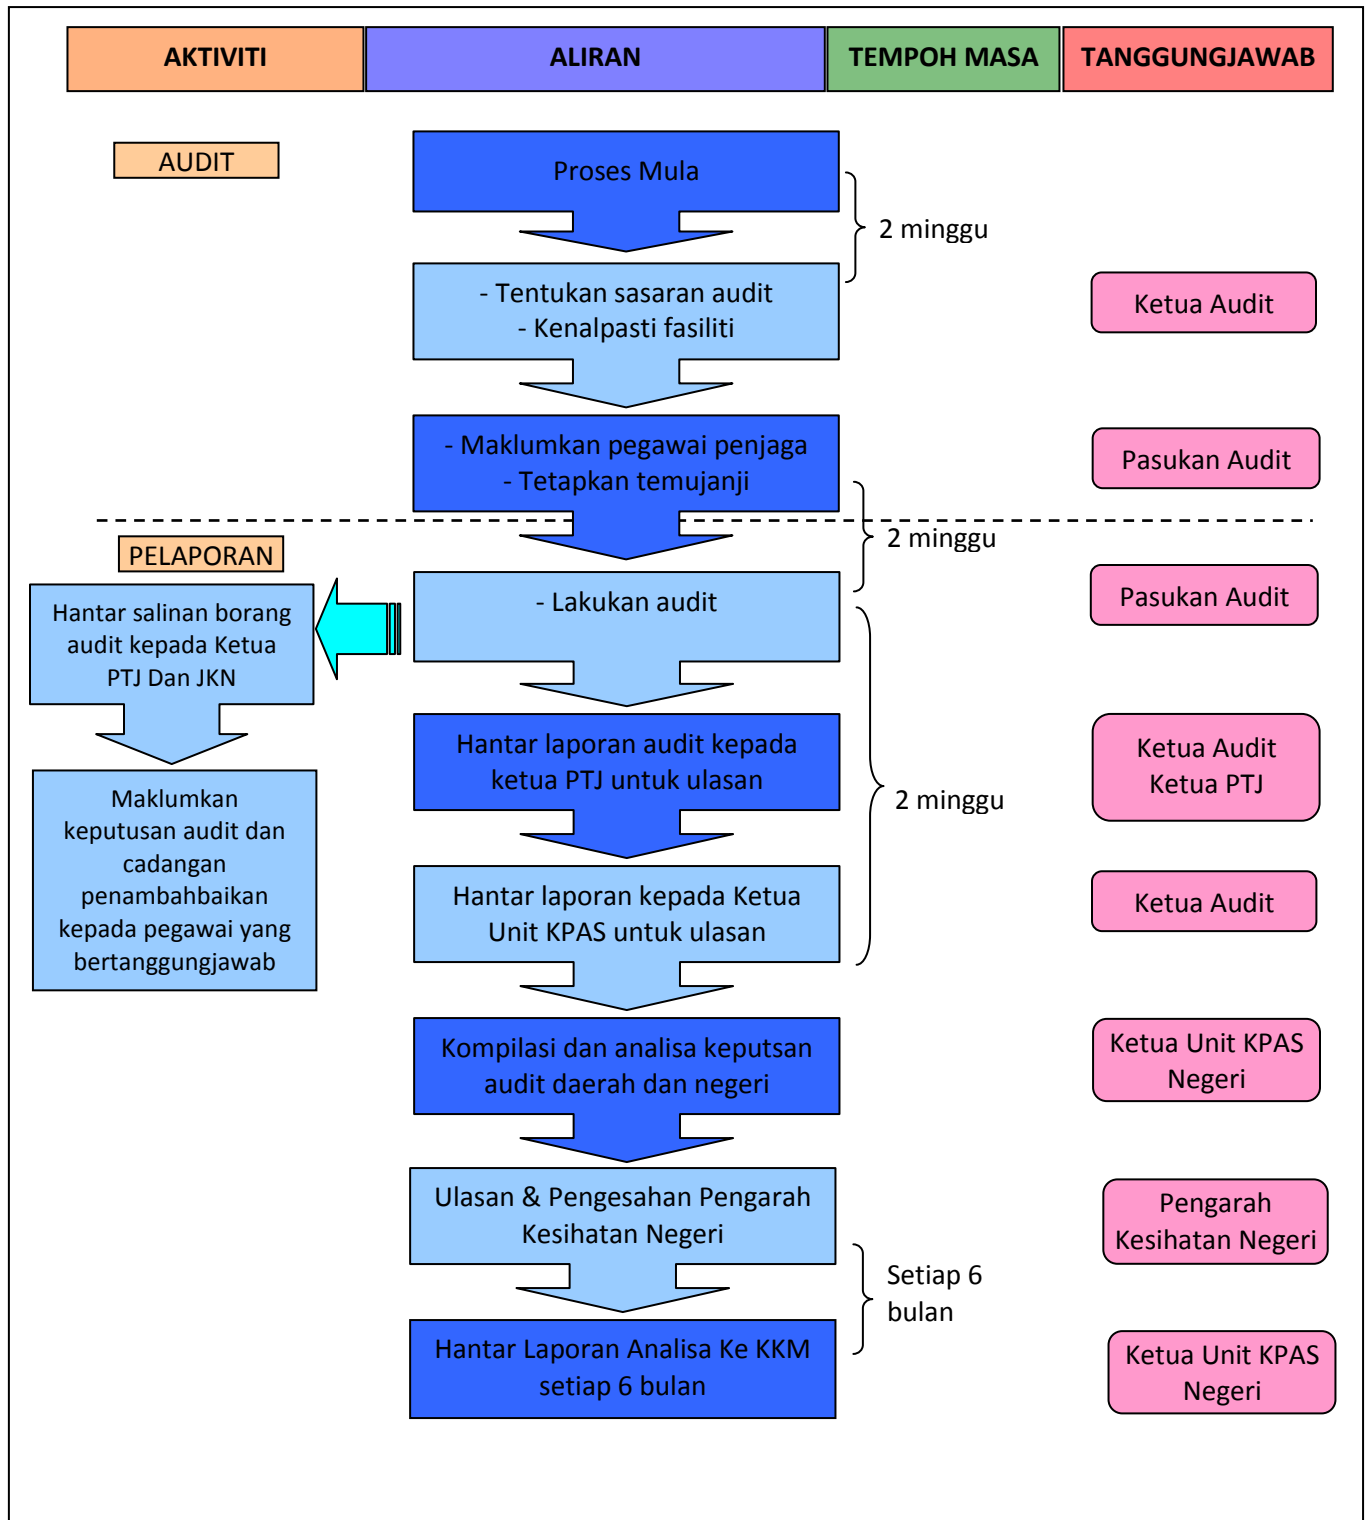 AKTIVITI
ALIRAN
TEMPOH MASA
TANGGUNGJAWAB
AUDIT
Proses Mula
2 minggu
- Tentukan sasaran audit
- Kenalpasti fasiliti
Ketua Audit
- Maklumkan pegawai penjaga
- Tetapkan temujanji
Pasukan Audit
2 minggu
PELAPORAN
- Lakukan audit
Pasukan Audit
Hantar salinan borang
audit kepada Ketua
PTJ Dan JKN
Maklumkan
keputusan audit dan
cadangan
penambahbaikan
kepada pegawai yang
bertanggungjawab
Hantar laporan audit kepada
ketua PTJ untuk ulasan
2 minggu
Ketua Audit
Ketua PTJ
Hantar laporan kepada Ketua
Unit KPAS untuk ulasan
Ketua Audit
Kompilasi dan analisa keputsan
audit daerah dan negeri
Ketua Unit KPAS
Negeri
Ulasan & Pengesahan Pengarah
Kesihatan Negeri
Pengarah
Kesihatan Negeri
Setiap 6
bulan
Hantar Laporan Analisa Ke KKM
setiap 6 bulan
Ketua Unit KPAS
Negeri